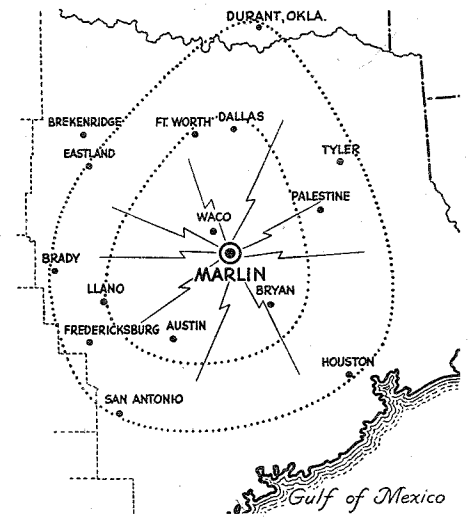 DURANT, OKLA.
BREKENRIDGE
FT. WORTH
DALLAS
EASTLAND
TYLER
PALESTINE
WACO
BRADY
MARLIN
LLANO
BRYAN
FREDERICKSBURG
AUSTIN
HOUSTON
SAN ANTONIO
Gulf of Mexico